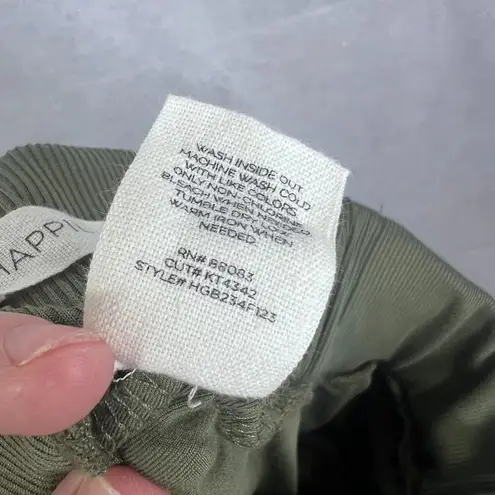 HAPPI
WASH INSIDE OUT
MACHINE WASH COLD
WITH LIKE COLORS
ONLY NON-CHLORINE
BLEACH WHEN NEEDED
TUMBLE DRY LOW
WARM IRON WHEN
NEEDED
RN# 88083
CUT# KT4342
STYLE# HGB234F123